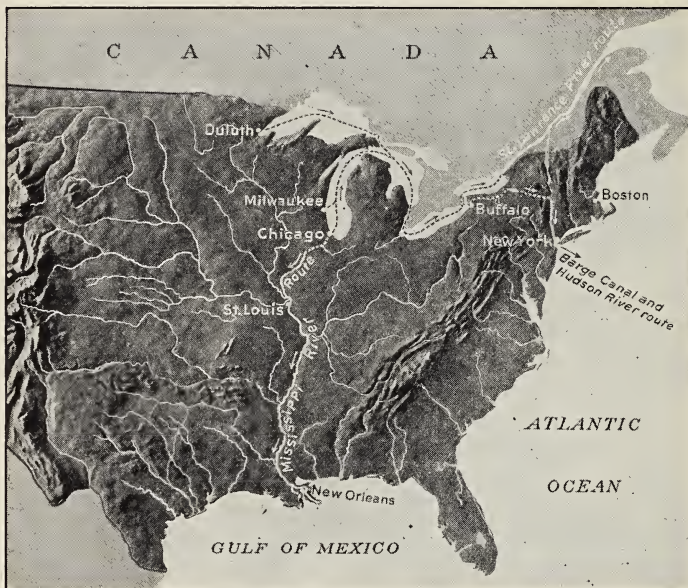 C A N A D A
St. Lawrence River route
Duluth
Milwaukee
Chicago
Buffalo
Boston
New York
Barge Canal and
Hudson River route
Route
St. Louis
River
Mississippi
New Orleans
ATLANTIC
OCEAN
GULF OF MEXICO